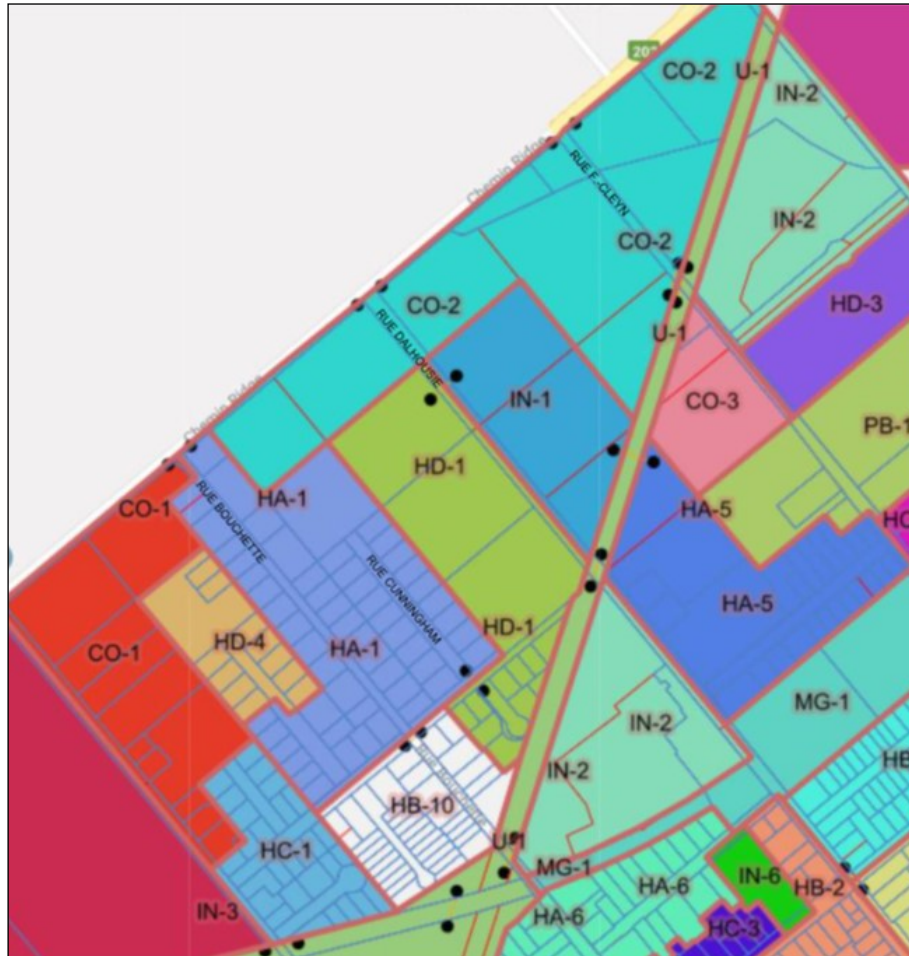 202
CO-2
U-1
IN-2
Chemin Ridge
RUE F.-CLEYN
IN-2
CO-2
HD-3
CO-2
U-1
RUE DALHOUSIE
Chemin Ridge
IN-1
CO-3
PB-1
HD-1
CO-1
HA-1
HA-5
HC
RUE BOUCHETTE
RUE CUNNINGHAM
HA-5
HD-4
HD-1
CO-1
HA-1
MG-1
IN-2
HB
IN-2
HB-10
U-1
HC-1
MG-1
IN-6
HA-6
HB-2
IN-3
HA-6
HC-3